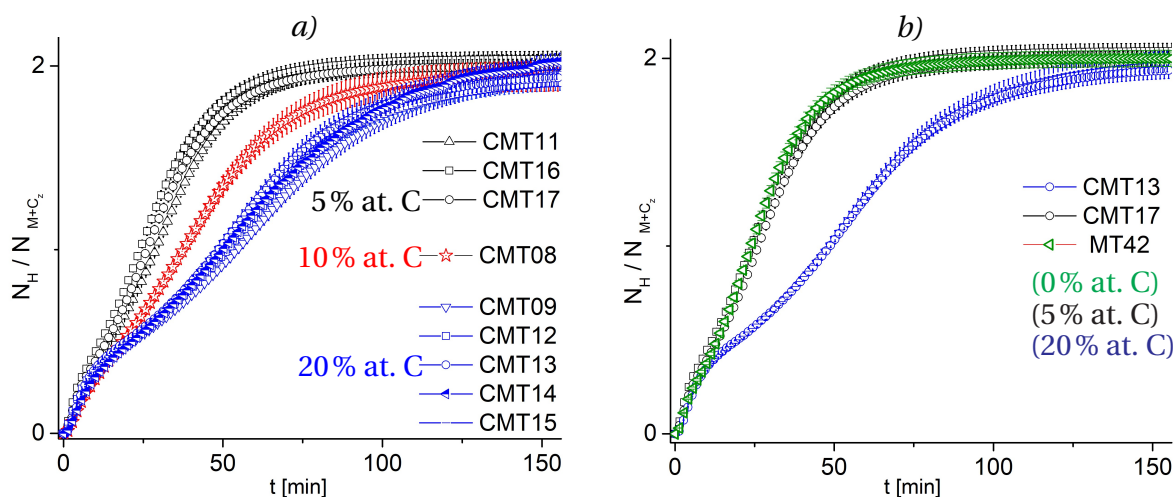 a)
N_H / N_{M+C_z}
2
0
CMT11
CMT16
5 % at. C CMT17
10 % at. C CMT08
CMT09
CMT12
20 % at. C CMT13
CMT14
CMT15
0 50 100 150
t [min]
b)
N_H / N_{M+C_z}
2
0
CMT13
CMT17
MT42
(0 % at. C)
(5 % at. C)
(20 % at. C)
0 50 100 150
t [min]